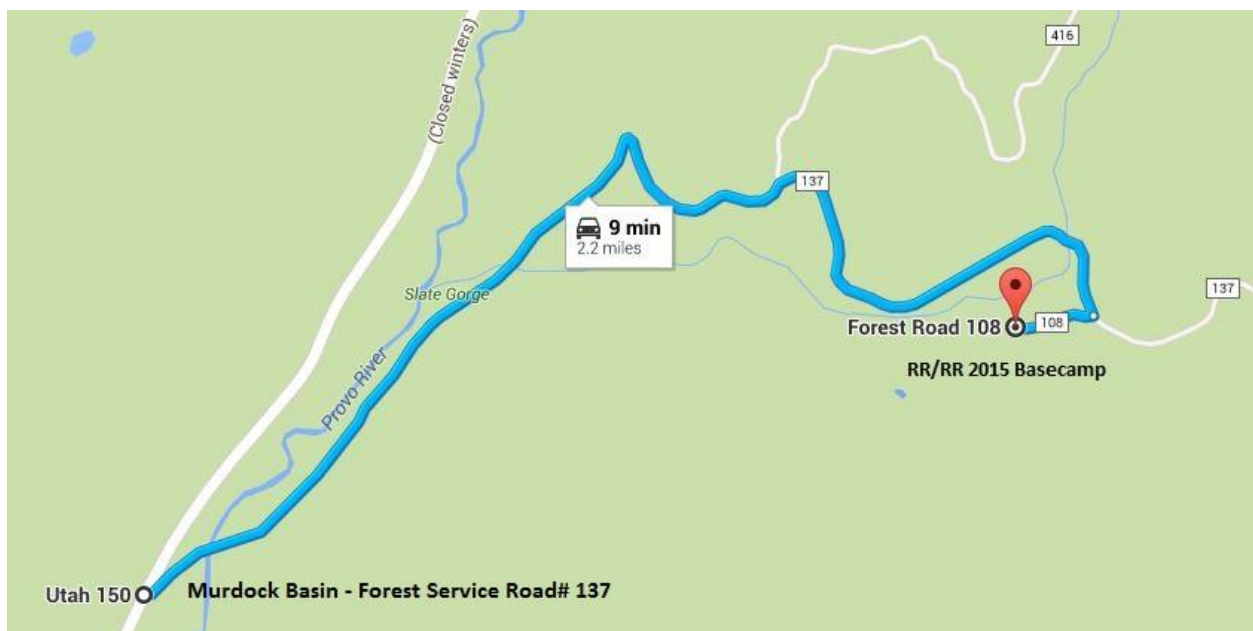 416
(Closed winters)
137
9 min
2.2 miles
Slate Gorge
137
Forest Road 108
108
RR/RR 2015 Basecamp
Provo River
Utah 150
Murdock Basin - Forest Service Road# 137